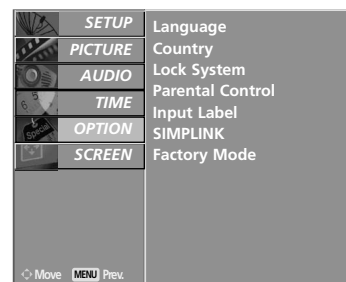 SETUP
PICTURE
AUDIO
TIME
OPTION
SCREEN
Language
Country
Lock System
Parental Control
Input Label
SIMPLINK
Factory Mode
Move MENU Prev.